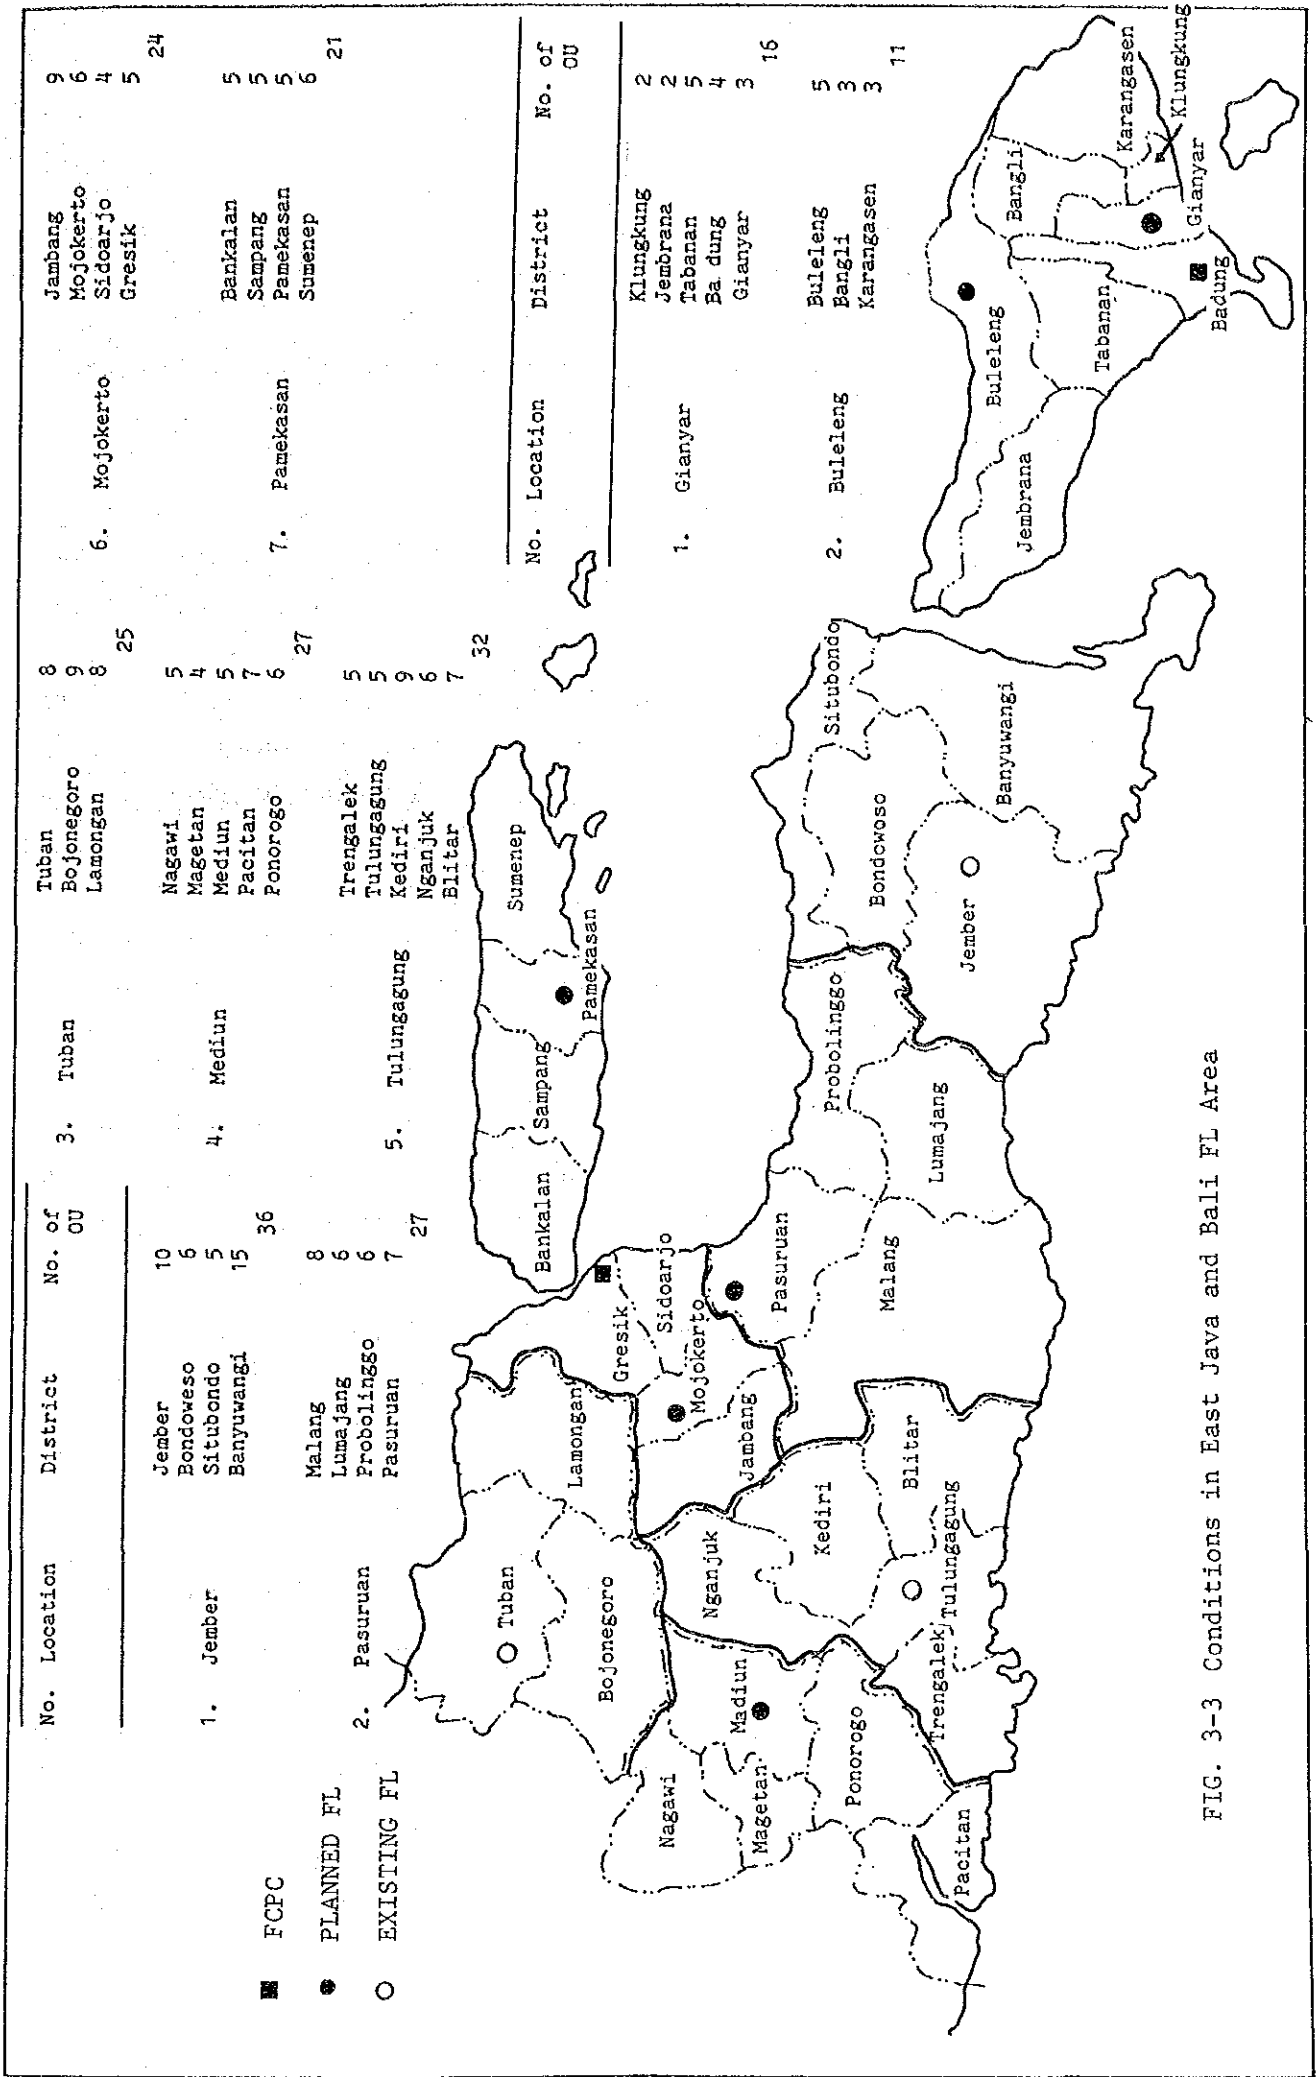 No. Location District No. of
OU
1. Jember Jember 10
Bondoweso 6
Situbondo 5
Banyuwangi 15
36
2. Pasuruan Malang 8
Lumajang 6
Probolinggo 6
Pasuruan 7
27
3. Tuban Tuban 8
Bojonegoro 9
Lamongan 8
25
4. Mediun Nagawi 5
Magetan 4
Mediun 5
Pacitan 7
Ponorogo 6
27
5. Tulungagung Trengalek 5
Tulungagung 5
Kediri 9
Nganjuk 6
Blitar 7
32
6. Mojokerto Jambang 9
Mojokerto 6
Sidoarjo 4
Gresik 5
24
7. Pamekasan Bankalan 5
Sampang 5
Pamekasan 5
Sumenep 6
21
No. Location District No. of
OU
1. Gianyar Klungkung 2
Jembrana 2
Tabanan 5
Ba dung 4
Gianyar 3
16
2. Buleleng Buleleng 5
Bangli 3
Karangasen 3
11
FCPC
PLANNED FL
EXISTING FL
Tuban
Bojonegoro
Lamongan
Gresik
Sidoarjo
Mojokerto
Jambang
Nganjuk
Kediri
Blitar
Tulungagung
Trengalek
Nagawi
Magetan
Madiun
Ponorogo
Pacitan
Bankalan
Sampang
Pamekasan
Sumenep
Pasuruan
Malang
Probolinggo
Lumajang
Jember
Bondowoso
Situbondo
Banyuwangi
Jembrana
Buleleng
Tabanan
Badung
Bangli
Gianyar
Karangasen
Klungkung
FIG. 3-3 Conditions in East Java and Bali FL Area